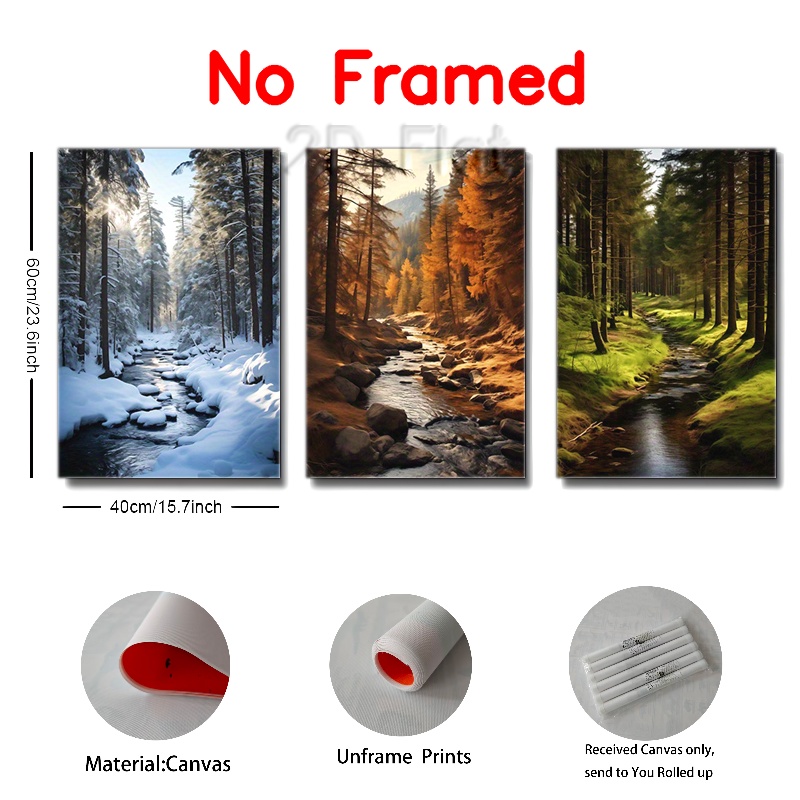 No Framed
2D Flat
60cm/23.6inch
40cm/15.7inch
Material:Canvas
Unframe Prints
Received Canvas only,
send to You Rolled up